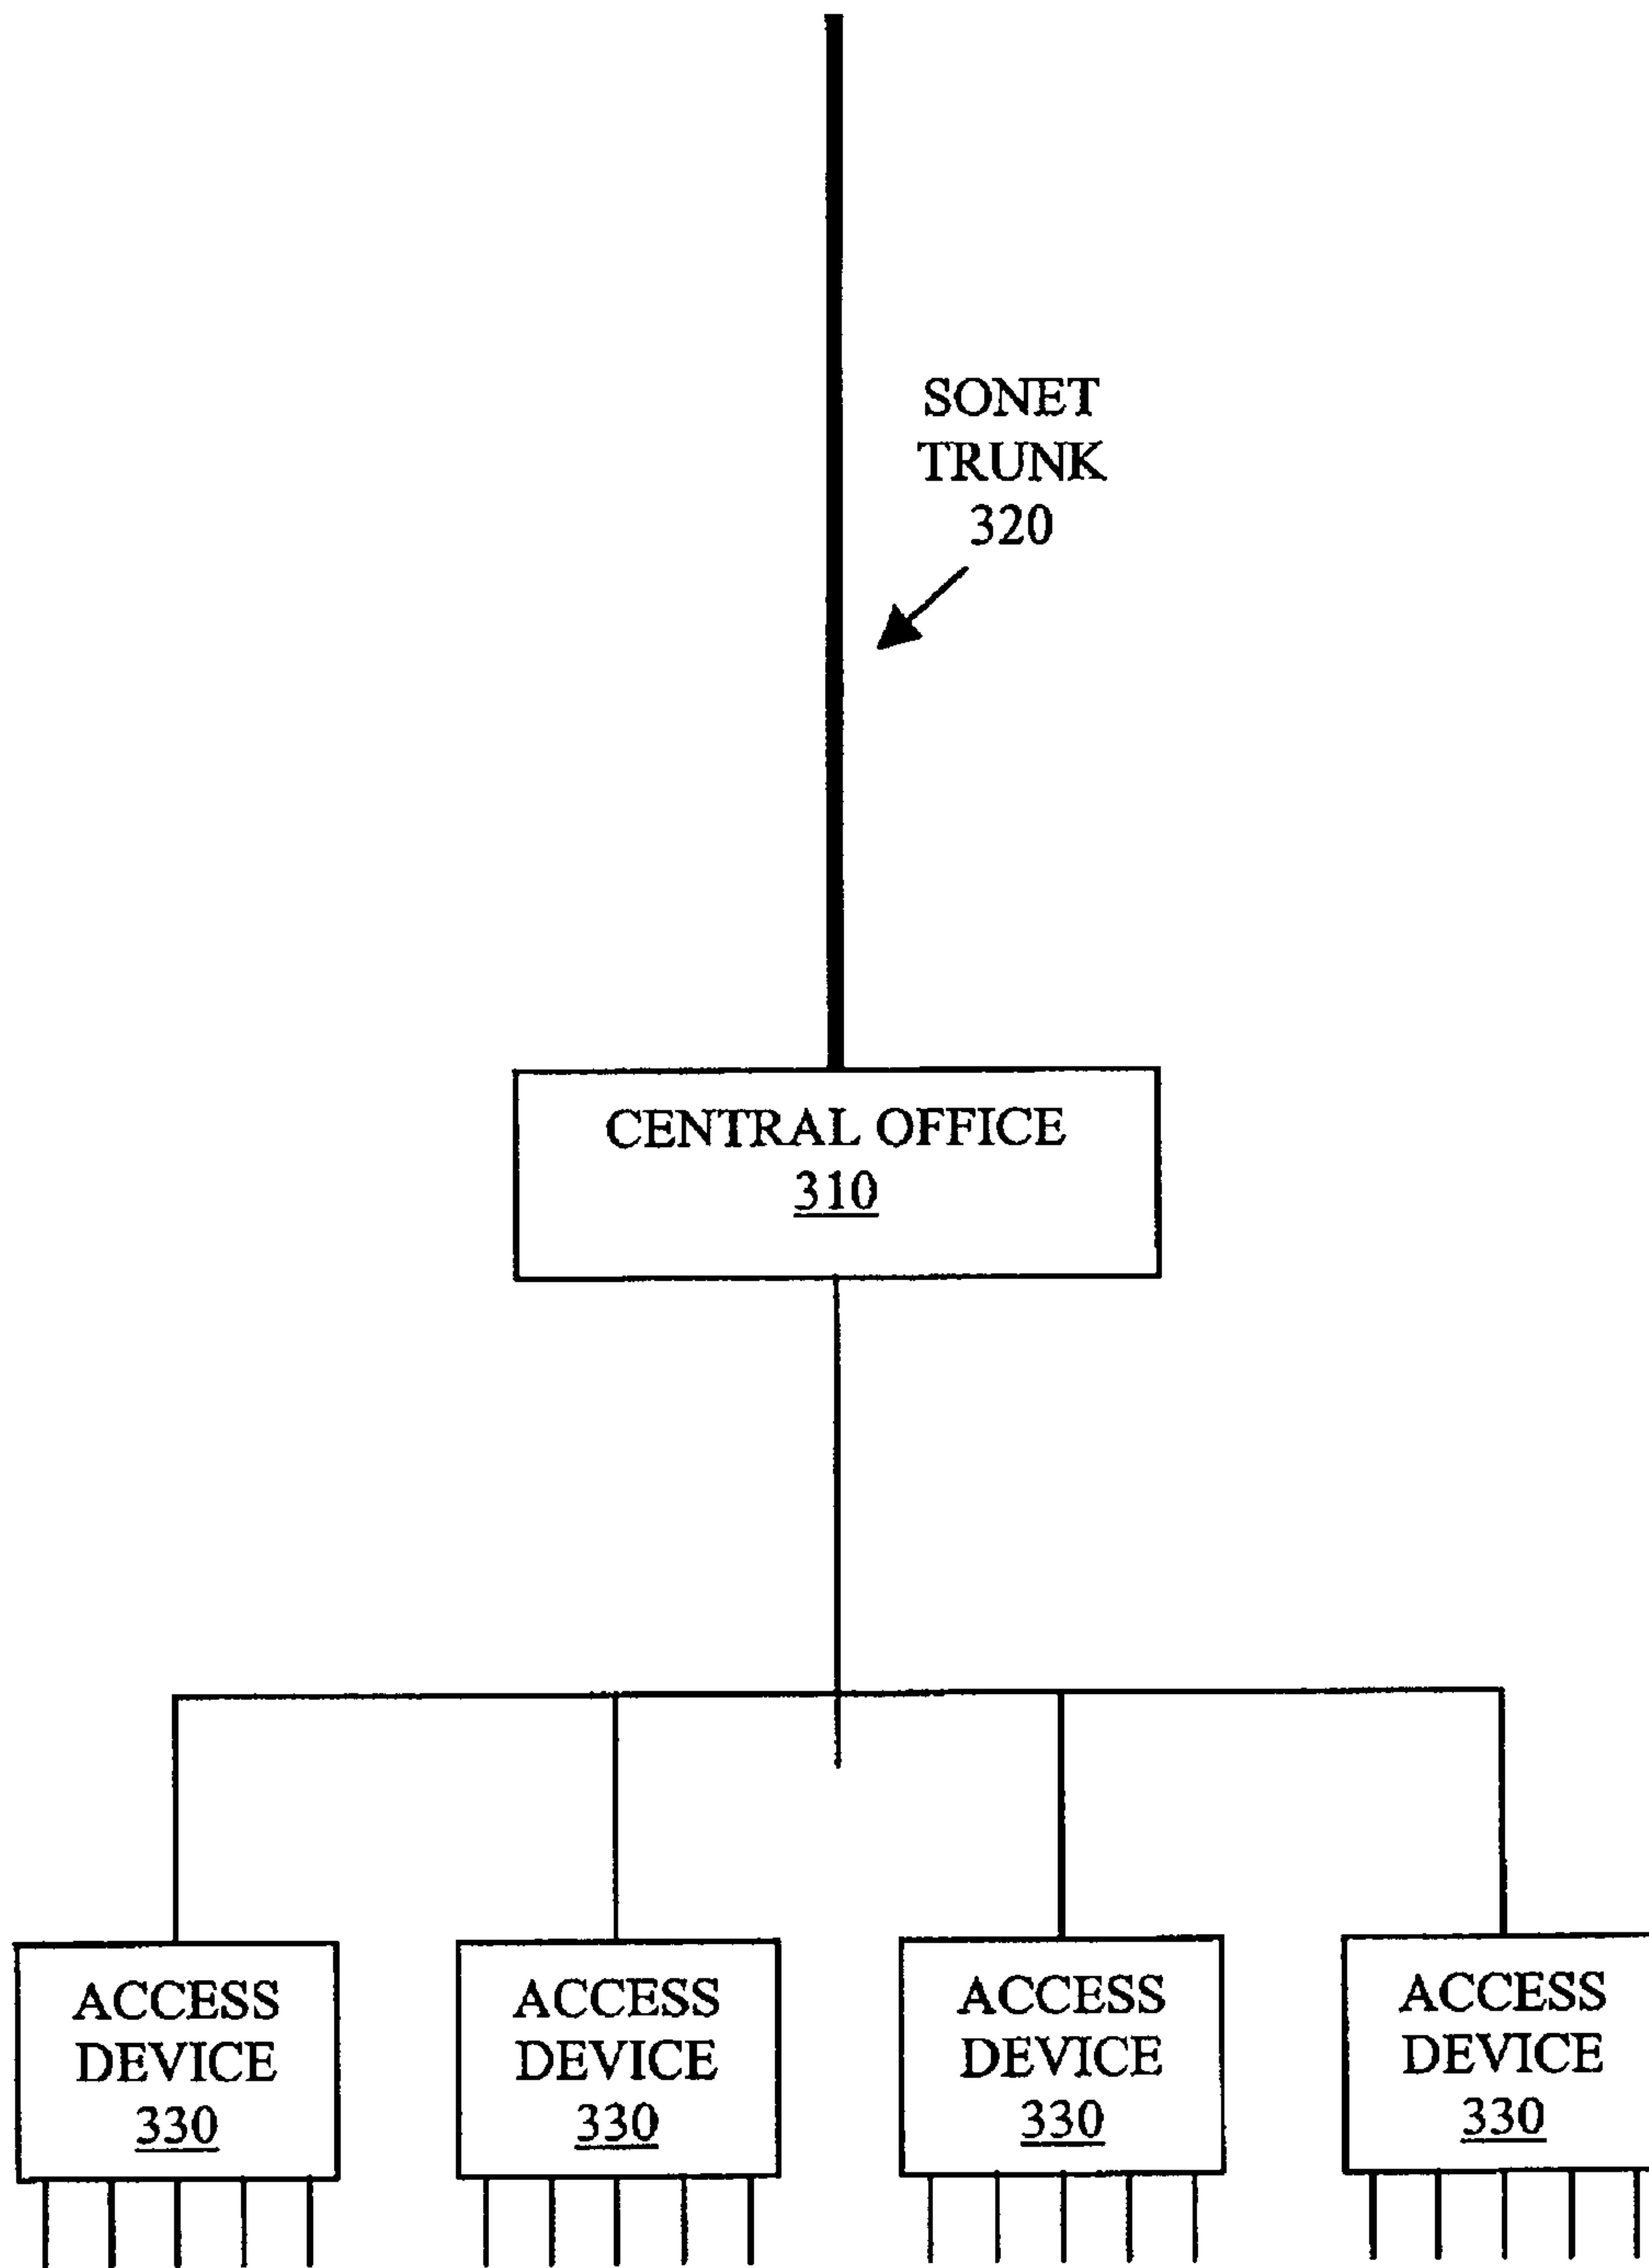 SONET
TRUNK
320
CENTRAL OFFICE
310
ACCESS
DEVICE
330
ACCESS
DEVICE
330
ACCESS
DEVICE
330
ACCESS
DEVICE
330